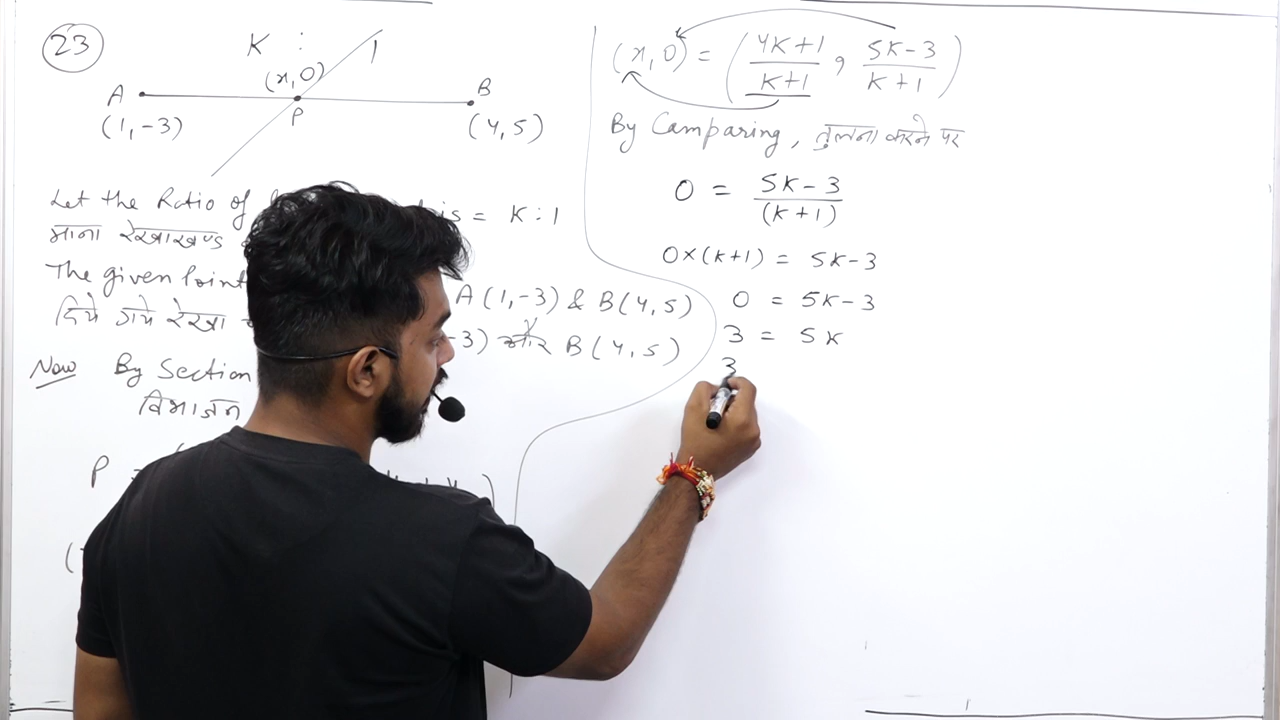 23
K : 1
(x, 0)
A B
P
(1, -3) (4, 5)
Let the Ratio of is = K : 1
माना रेखाखण्ड
The given Point A (1, -3) & B (4, 5)
दिये गये रेखा -3) और B (4, 5)
Now By Section
विभाजन
P
(
(x, 0) = ( 4K+1 / K+1 , 5K-3 / K+1 )
By Camparing, तुलना करने पर
0 = 5K-3 / (K+1)
0×(K+1) = 5K-3
0 = 5K-3
3 = 5K
3